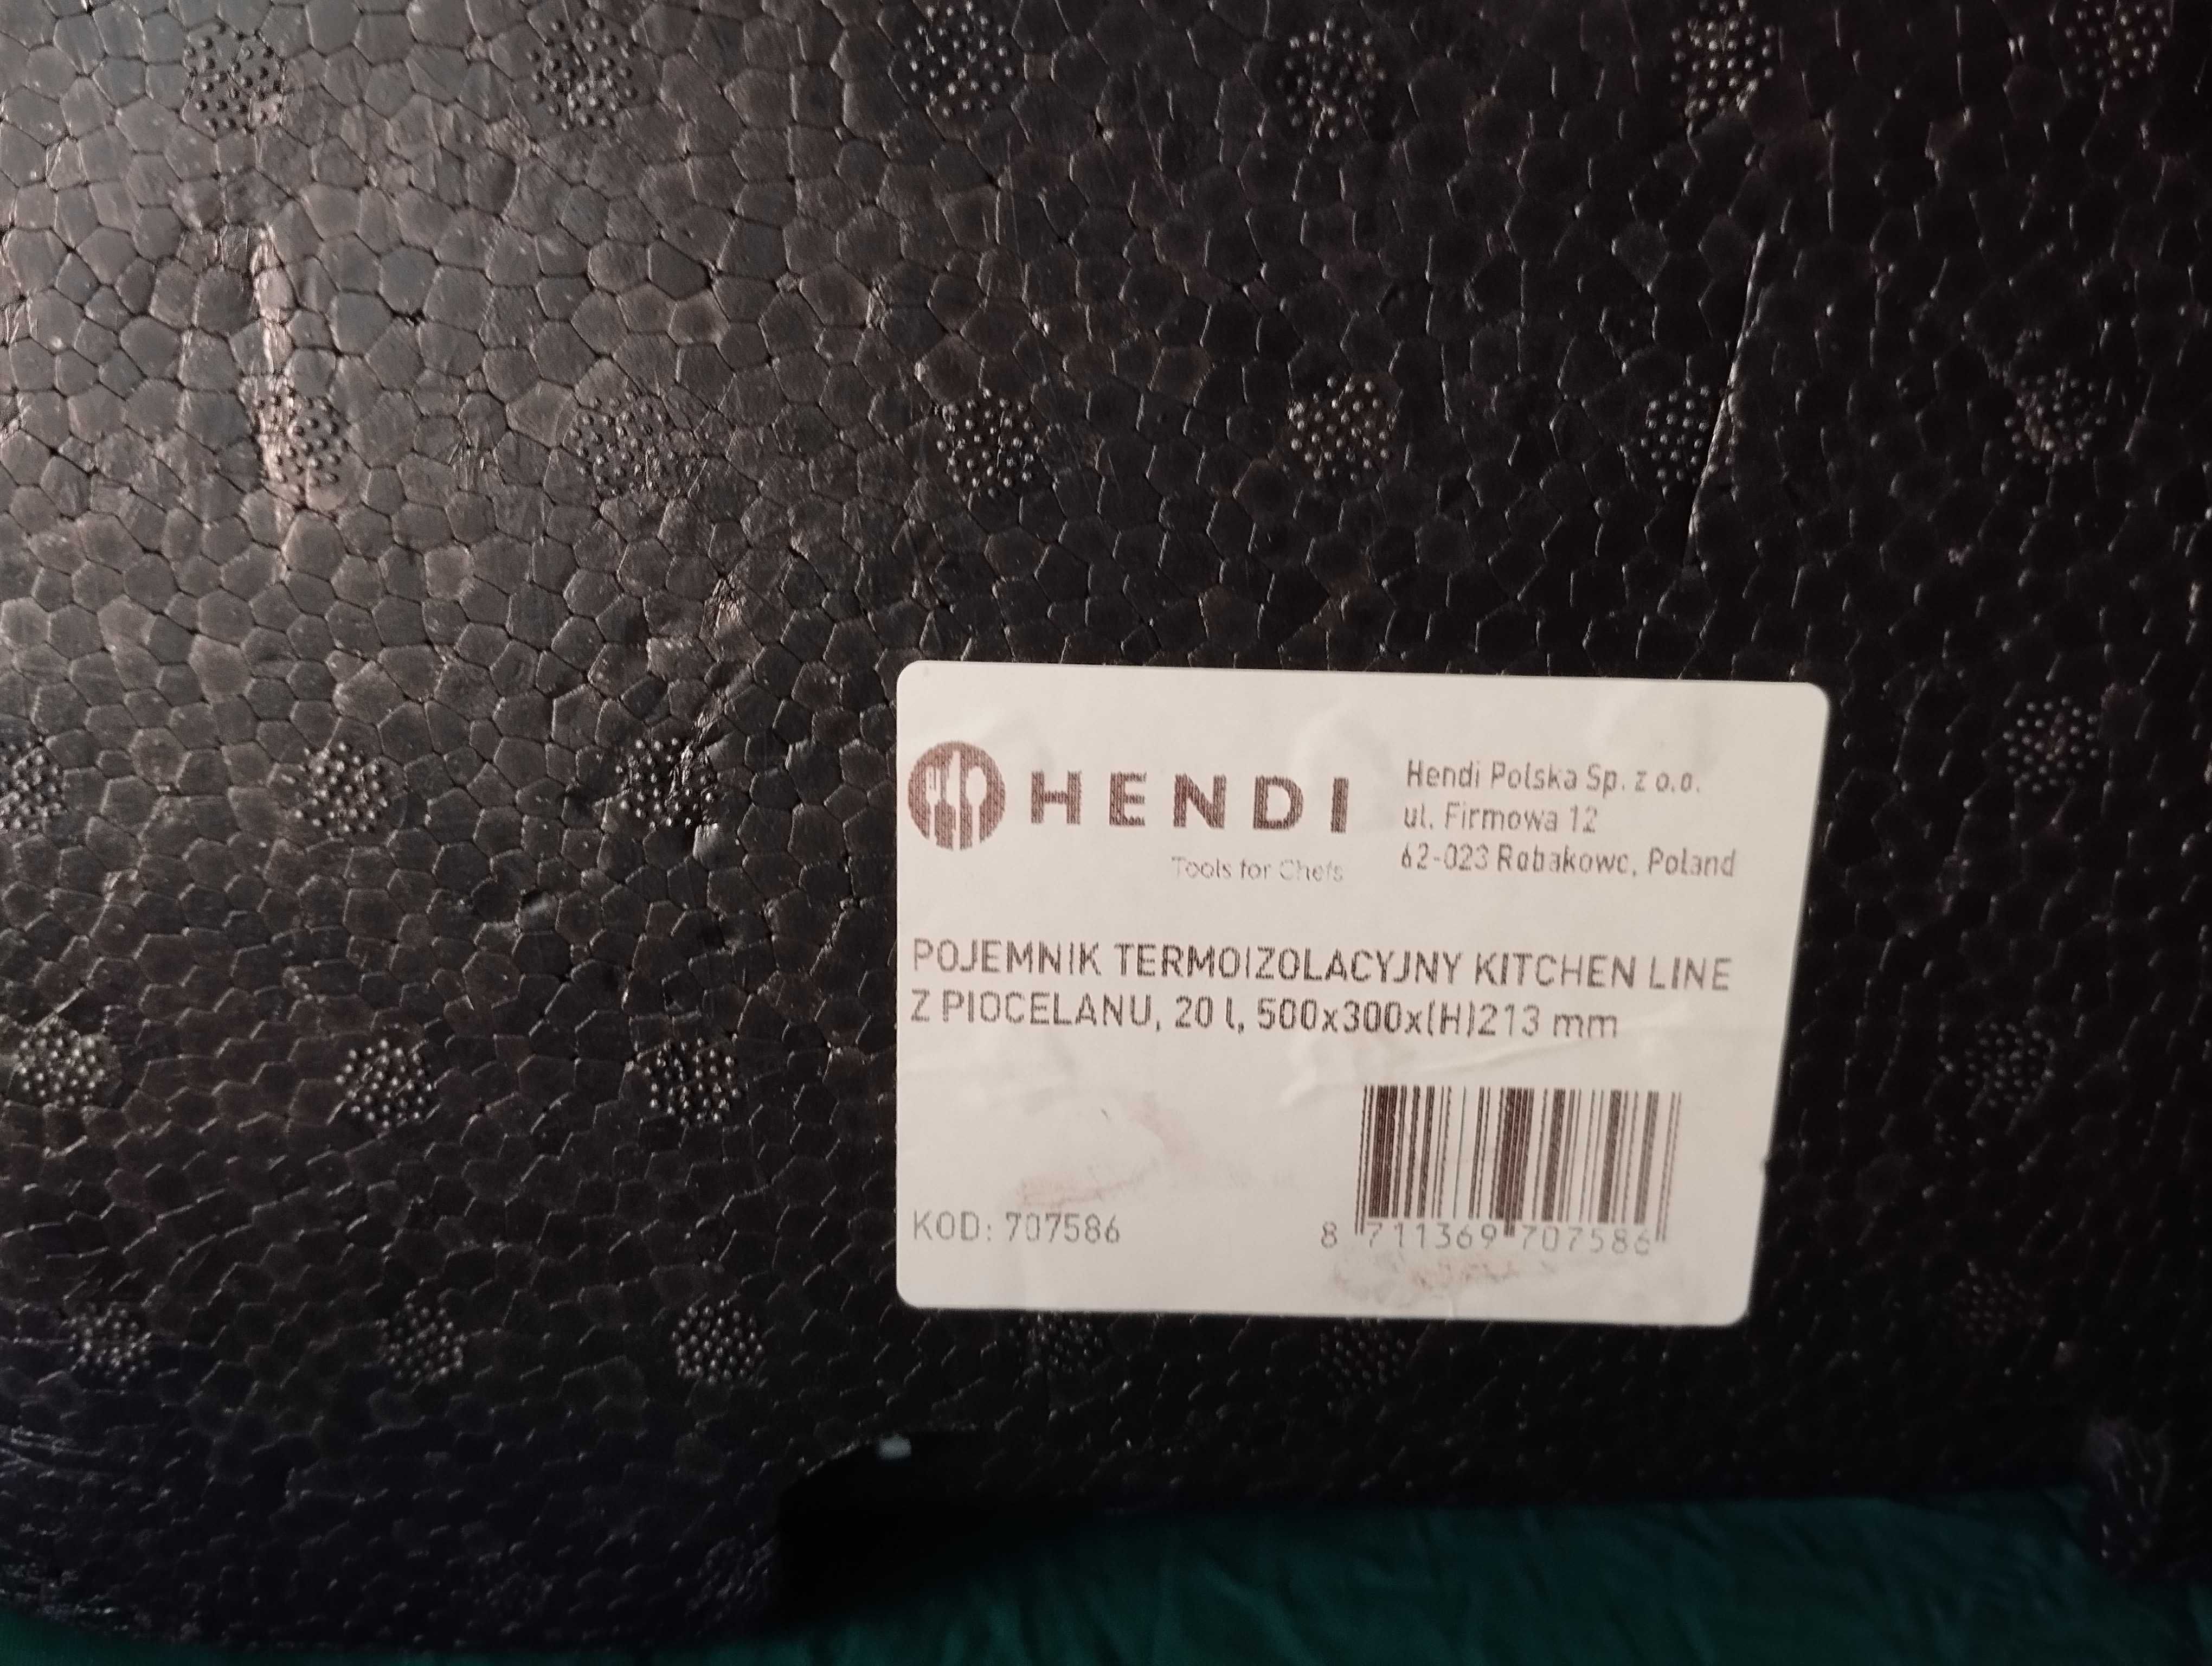 HENDI
Tools for Chefs
Hendi Polska Sp. z o.o.
ul. Firmowa 12
62-023 Robakowo, Poland
POJEMNIK TERMOIZOLACYJNY KITCHEN LINE
Z PIOCELANU, 20 l, 500x300x(H)213 mm
KOD: 707586
8 711369 707586